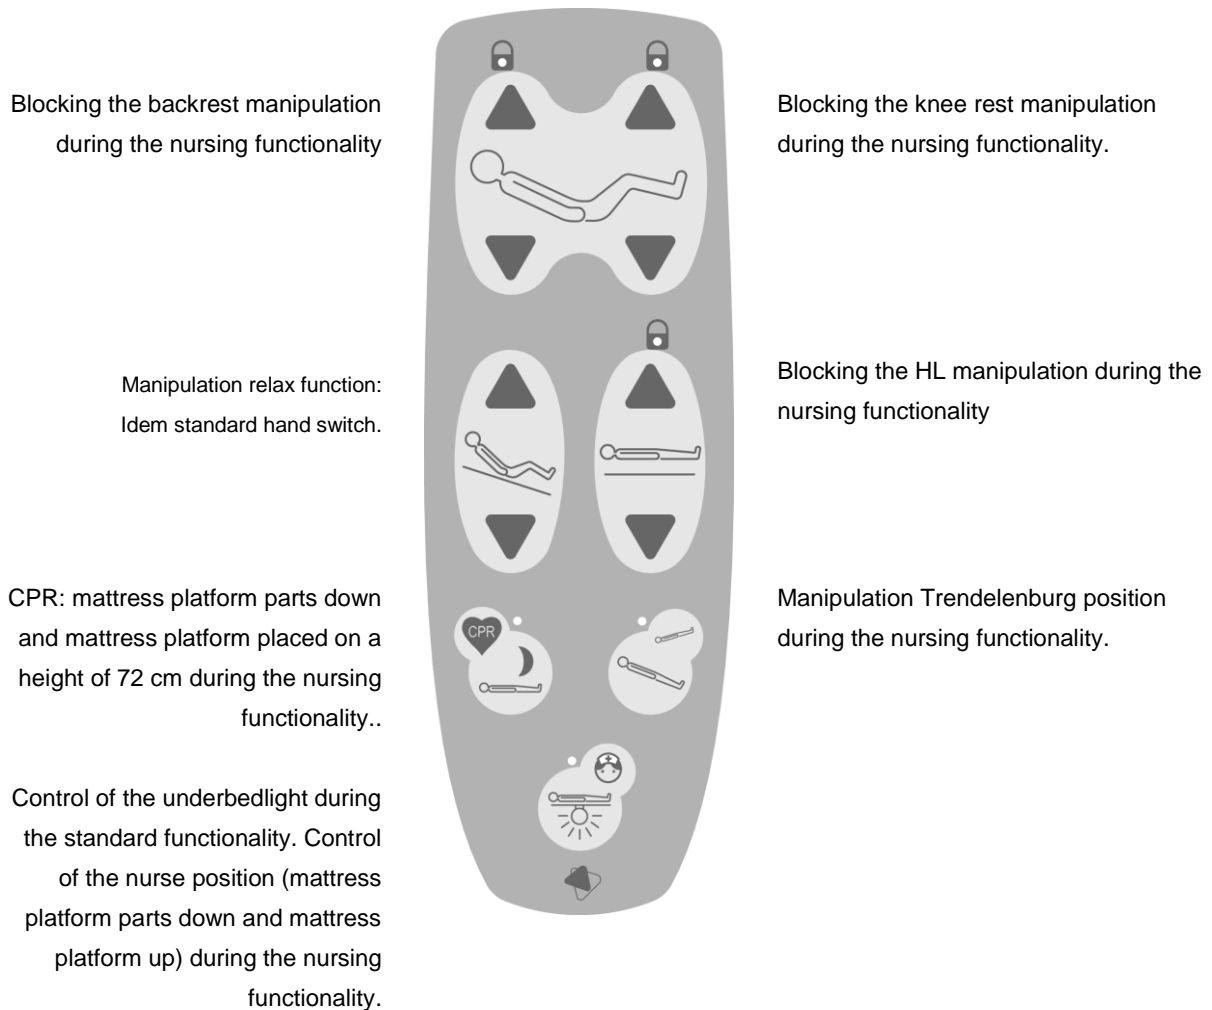 Blocking the backrest manipulation
during the nursing functionality
Blocking the knee rest manipulation
during the nursing functionality.
Manipulation relax function:
Idem standard hand switch.
Blocking the HL manipulation during the
nursing functionality
CPR: mattress platform parts down
and mattress platform placed on a
height of 72 cm during the nursing
functionality..
CPR
Manipulation Trendelenburg position
during the nursing functionality.
Control of the underbedlight during
the standard functionality. Control
of the nurse position (mattress
platform parts down and mattress
platform up) during the nursing
functionality.